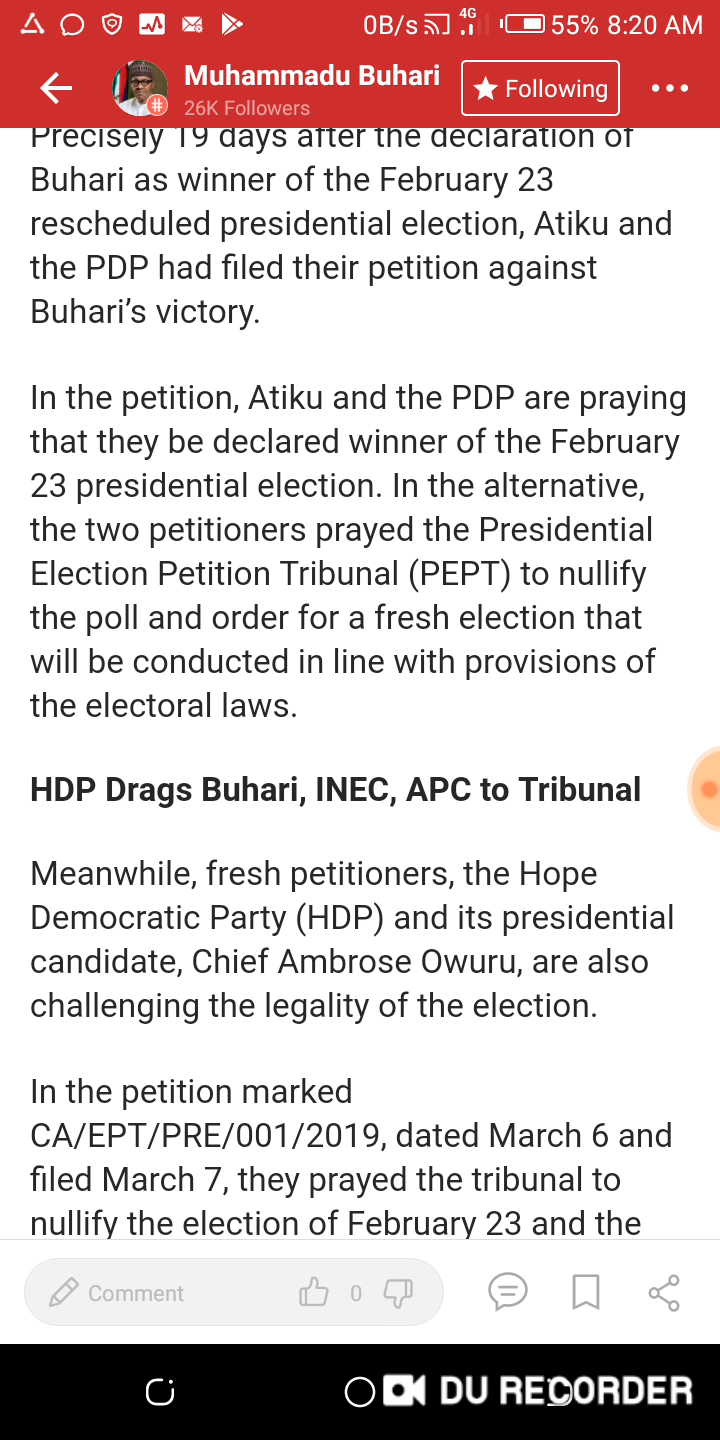 0B/s 4G 55% 8:20 AM
Muhammadu Buhari
26K Followers
Following
Precisely 19 days after the declaration of
Buhari as winner of the February 23
rescheduled presidential election, Atiku and
the PDP had filed their petition against
Buhari’s victory.
In the petition, Atiku and the PDP are praying
that they be declared winner of the February
23 presidential election. In the alternative,
the two petitioners prayed the Presidential
Election Petition Tribunal (PEPT) to nullify
the poll and order for a fresh election that
will be conducted in line with provisions of
the electoral laws.
HDP Drags Buhari, INEC, APC to Tribunal
Meanwhile, fresh petitioners, the Hope
Democratic Party (HDP) and its presidential
candidate, Chief Ambrose Owuru, are also
challenging the legality of the election.
In the petition marked
CA/EPT/PRE/001/2019, dated March 6 and
filed March 7, they prayed the tribunal to
nullify the election of February 23 and the
Comment 0
DU RECORDER